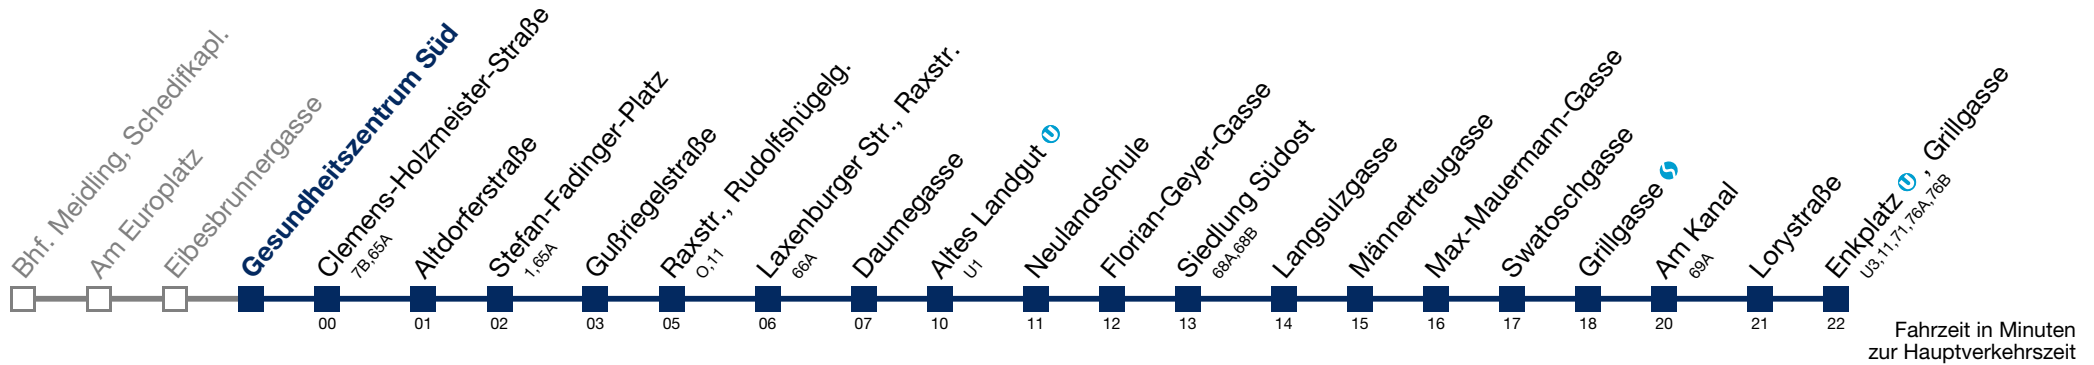 Bhf. Meidling, Schedifkapl.
Am Europlatz
Eibesbrunnergasse
Gesundheitszentrum Süd
Clemens-Holzmeister-Straße
7B,65A
00
Altdorferstraße
01
Stefan-Fadinger-Platz
1,65A
02
Gußriegelstraße
03
Raxstr., Rudolfshügelg.
O,11
05
Laxenburger Str., Raxstr.
66A
06
Daumegasse
07
Altes Landgut U
U1
10
Neulandschule
11
Florian-Geyer-Gasse
12
Siedlung Südost
68A,68B
13
Langsulzgasse
14
Männertreugasse
15
Max-Mauermann-Gasse
16
Swatoschgasse
17
Grillgasse S
18
Am Kanal
69A
20
Lorystraße
21
Enkplatz U , Grillgasse
U3,11,71,76A,76B
22
Fahrzeit in Minuten
zur Hauptverkehrszeit